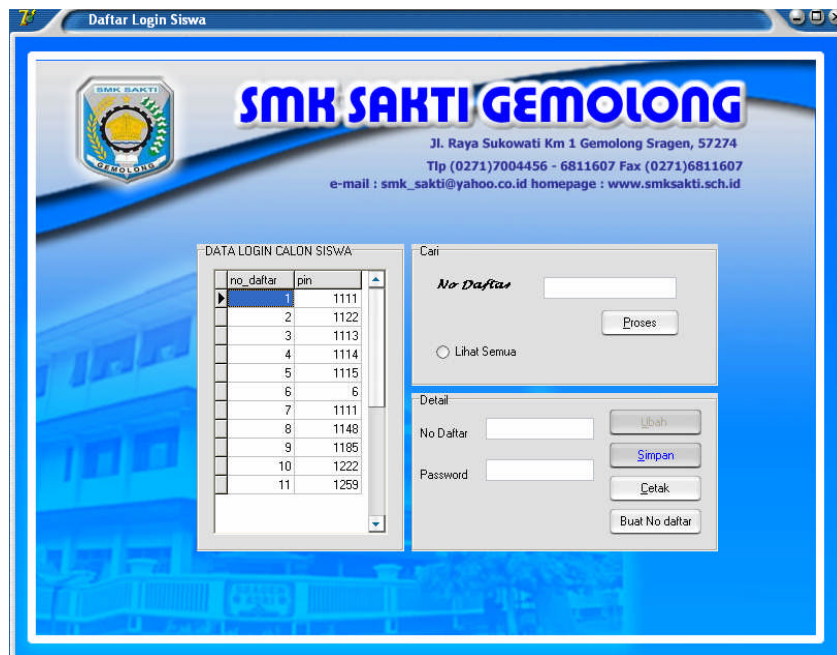 Daftar Login Siswa
SMK SAKTI
GEMOLONG
SMK SAKTI GEMOLONG
Jl. Raya Sukowati Km 1 Gemolong Sragen, 57274
Tlp (0271)7004456 - 6811607 Fax (0271)6811607
e-mail : smk_sakti@yahoo.co.id homepage : www.smksakti.sch.id
DATA LOGIN CALON SISWA
no_daftar pin
1 1111
2 1122
3 1113
4 1114
5 1115
6 6
7 1111
8 1148
9 1185
10 1222
11 1259
Cari
No Daftar
Proses
Lihat Semua
Detail
No Daftar
Password
Ubah
Simpan
Cetak
Buat No daftar